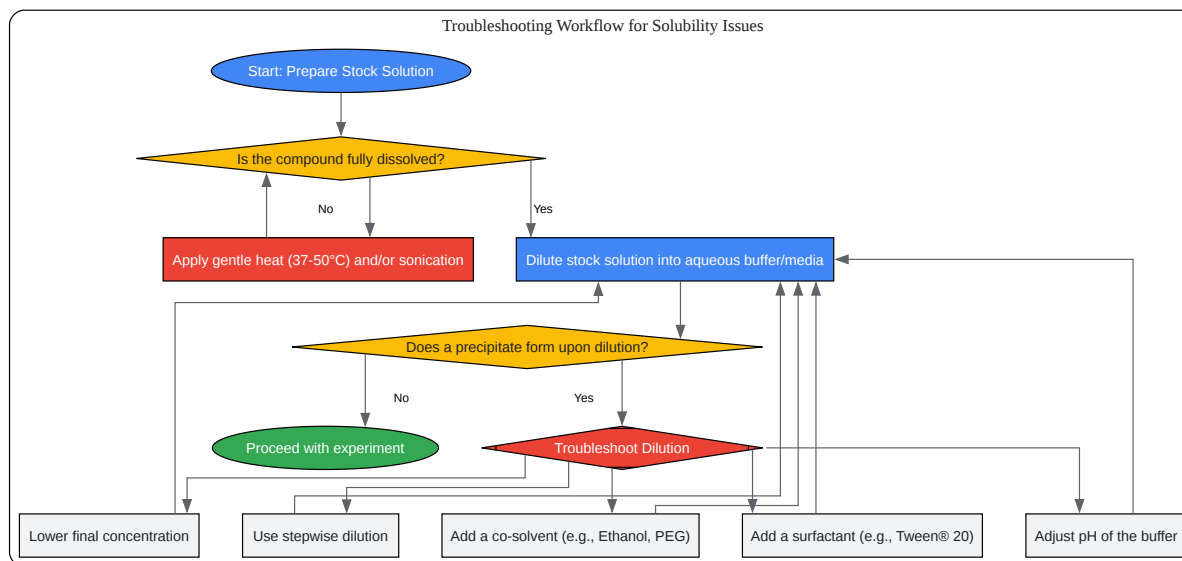 Troubleshooting Workflow for Solubility Issues
Start: Prepare Stock Solution
Is the compound fully dissolved?
No
Yes
Apply gentle heat (37-50°C) and/or sonication
Dilute stock solution into aqueous buffer/media
Does a precipitate form upon dilution?
No
Yes
Proceed with experiment
Troubleshoot Dilution
Lower final concentration
Use stepwise dilution
Add a co-solvent (e.g., Ethanol, PEG)
Add a surfactant (e.g., Tween® 20)
Adjust pH of the buffer